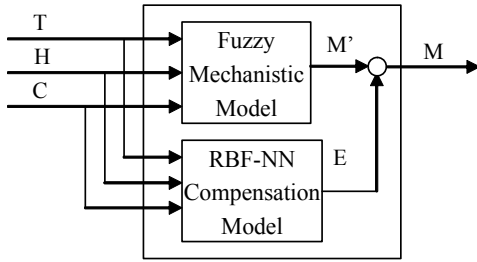 T
H
C
Fuzzy
Mechanistic
Model
M’
M
RBF-NN
Compensation
Model
E